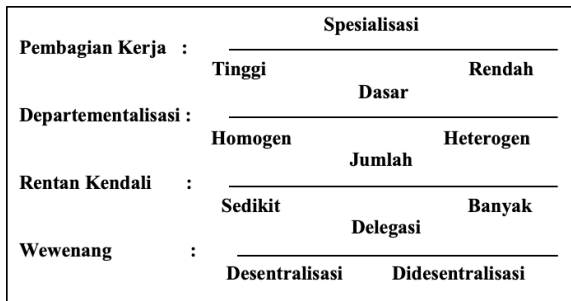 Spesialisasi
Pembagian Kerja :
Tinggi Rendah
Dasar
Departementalisasi :
Homogen Heterogen
Jumlah
Rentan Kendali :
Sedikit Banyak
Delegasi
Wewenang :
Desentralisasi Didesentralisasi